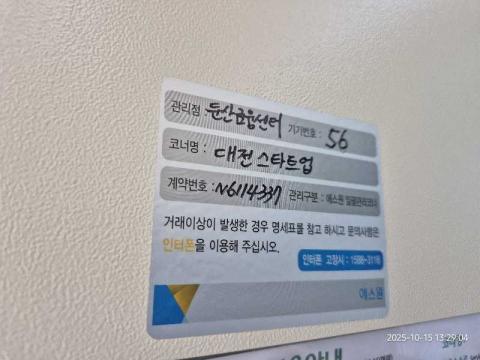 관리점 : 둔산금융센터 기기번호 : 56
코너명 : 대전스타트업
계약번호 : N6114337 관리구분 : 에스원 일괄관리코너
거래이상이 발생한 경우 명세표를 참고 하시고 문의사항은
인터폰을 이용해 주십시오.
인터폰 고장시 : 1588-3119
에스원
2025-10-15 13:29:04